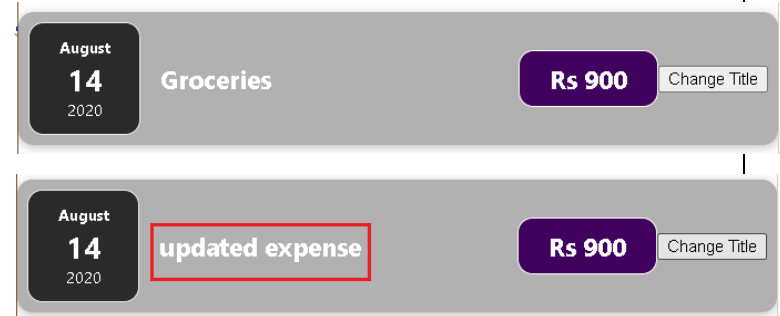 August
14
2020
Groceries
Rs 900
Change Title
August
14
2020
updated expense
Rs 900
Change Title